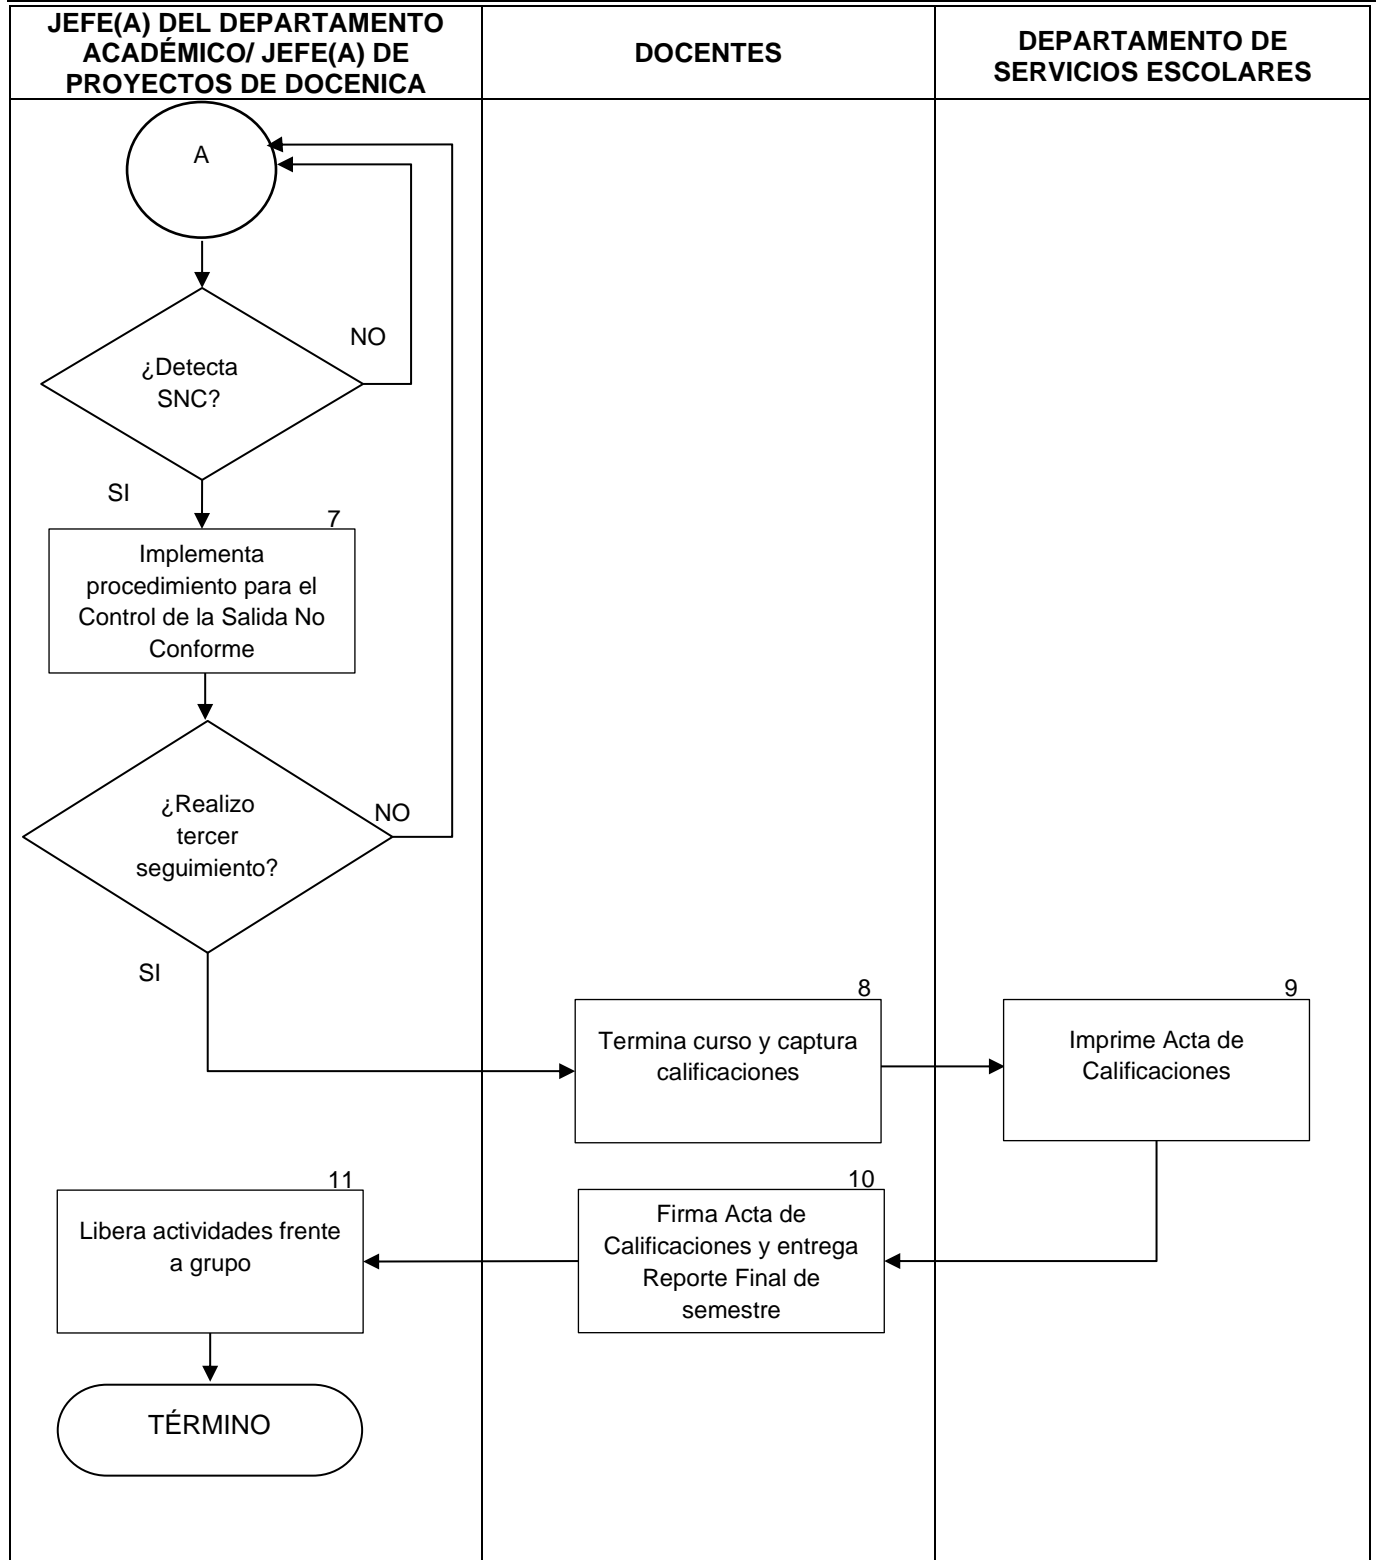 JEFE(A) DEL DEPARTAMENTO
ACADÉMICO/ JEFE(A) DE
PROYECTOS DE DOCENICA
DOCENTES
DEPARTAMENTO DE
SERVICIOS ESCOLARES
A
NO
¿Detecta
SNC?
SI
7
Implementa
procedimiento para el
Control de la Salida No
Conforme
¿Realizo
tercer
seguimiento?
NO
SI
8
Termina curso y captura
calificaciones
9
Imprime Acta de
Calificaciones
10
Firma Acta de
Calificaciones y entrega
Reporte Final de
semestre
11
Libera actividades frente
a grupo
TÉRMINO